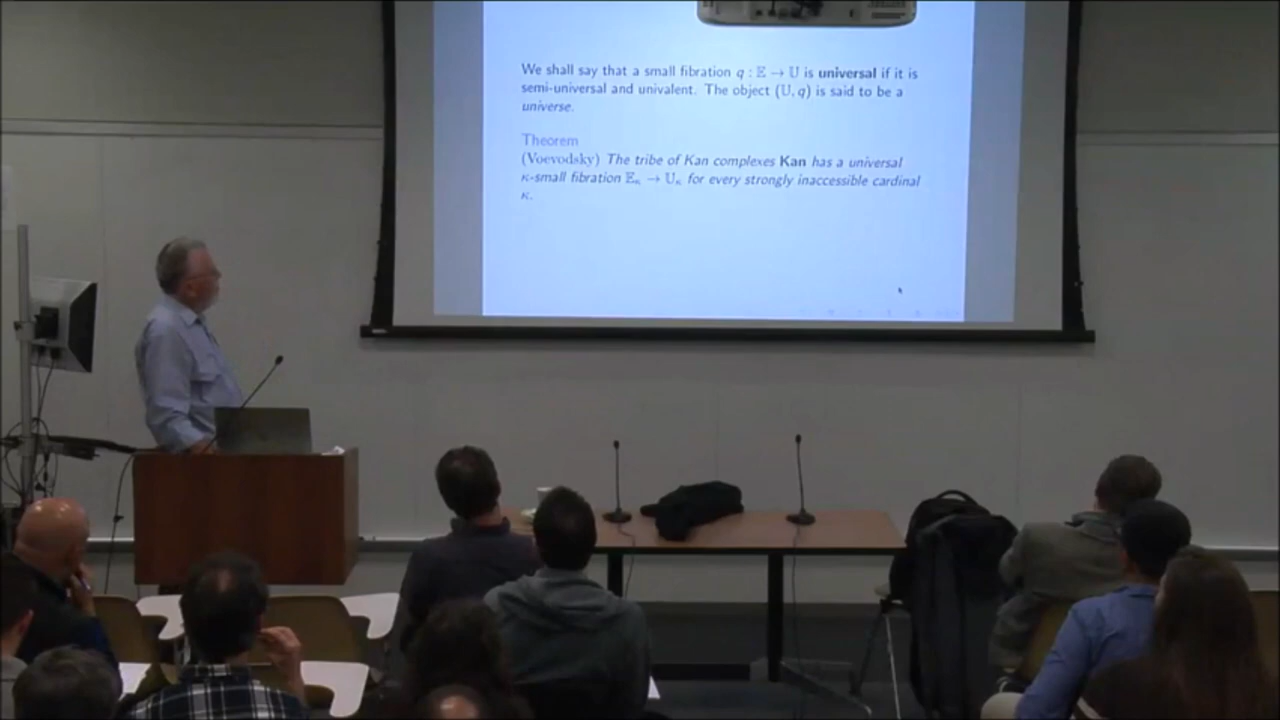 We shall say that a small fibration q : 𝔼 → 𝕌 is universal if it is
semi-universal and univalent. The object (𝕌, q) is said to be a
universe.
Theorem
(Voevodsky) The tribe of Kan complexes Kan has a universal
κ-small fibration 𝔼κ → 𝕌κ for every strongly inaccessible cardinal
κ.